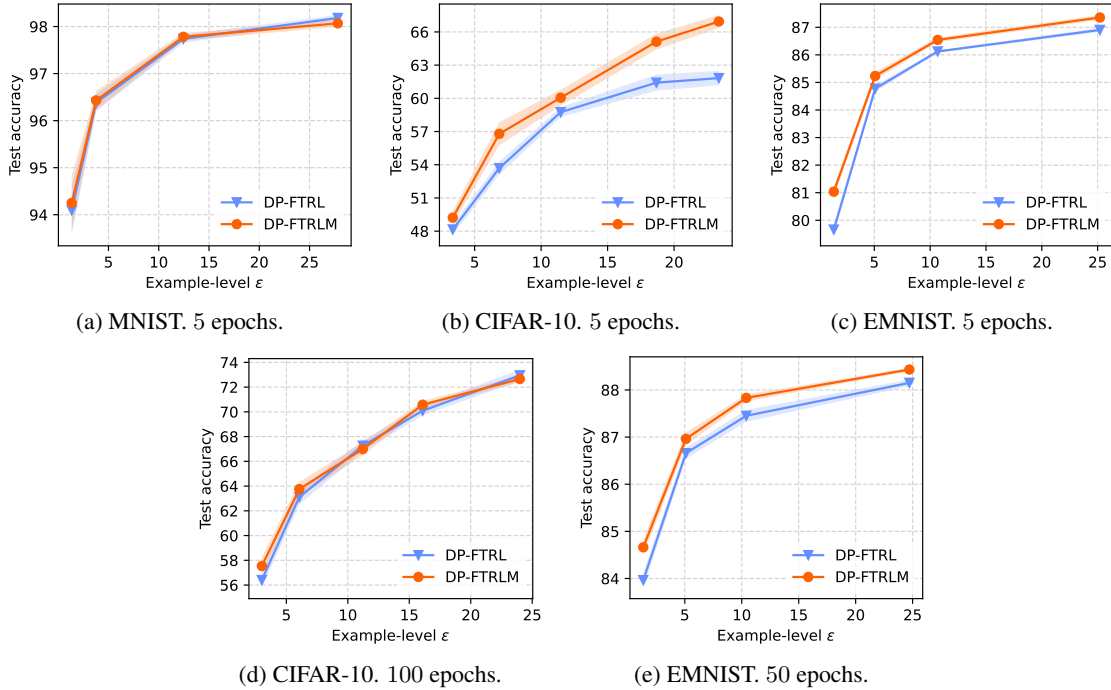 98
97
96
95
94
Test accuracy
DP-FTRL
DP-FTRLM
5 10 15 20 25
Example-level ε
(a) MNIST. 5 epochs.
66
63
60
57
54
51
48
Test accuracy
DP-FTRL
DP-FTRLM
5 10 15 20
Example-level ε
(b) CIFAR-10. 5 epochs.
87
86
85
84
83
82
81
80
Test accuracy
DP-FTRL
DP-FTRLM
5 10 15 20 25
Example-level ε
(c) EMNIST. 5 epochs.
74
72
70
68
66
64
62
60
58
56
Test accuracy
DP-FTRL
DP-FTRLM
5 10 15 20 25
Example-level ε
(d) CIFAR-10. 100 epochs.
88
87
86
85
84
Test accuracy
DP-FTRL
DP-FTRLM
5 10 15 20 25
Example-level ε
(e) EMNIST. 50 epochs.